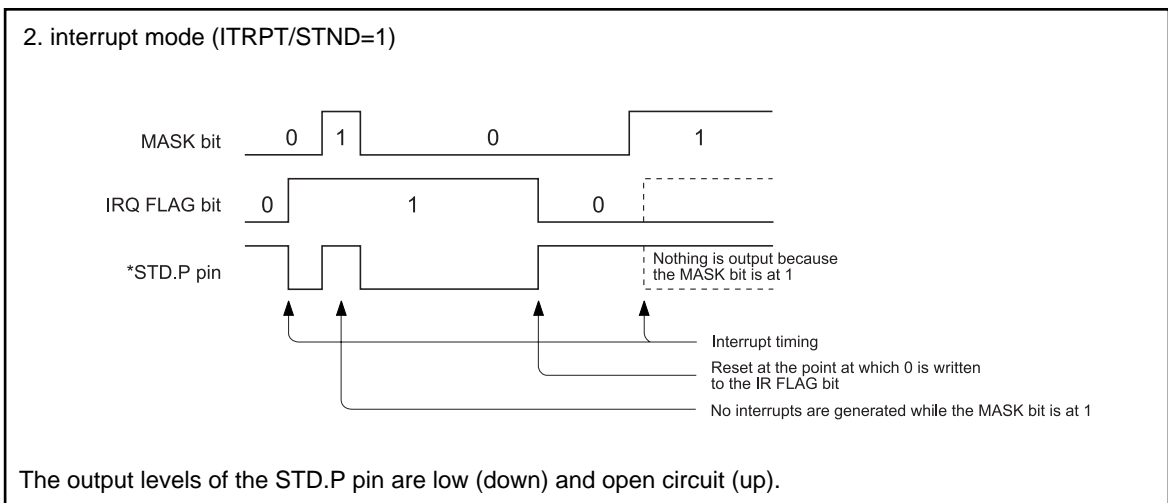 2. interrupt mode (ITRPT/STND=1)
MASK bit 0 1 0 1
IRQ FLAG bit 0 1 0
*STD.P pin
Nothing is output because
the MASK bit is at 1
Interrupt timing
Reset at the point at which 0 is written
to the IR FLAG bit
No interrupts are generated while the MASK bit is at 1
The output levels of the STD.P pin are low (down) and open circuit (up).